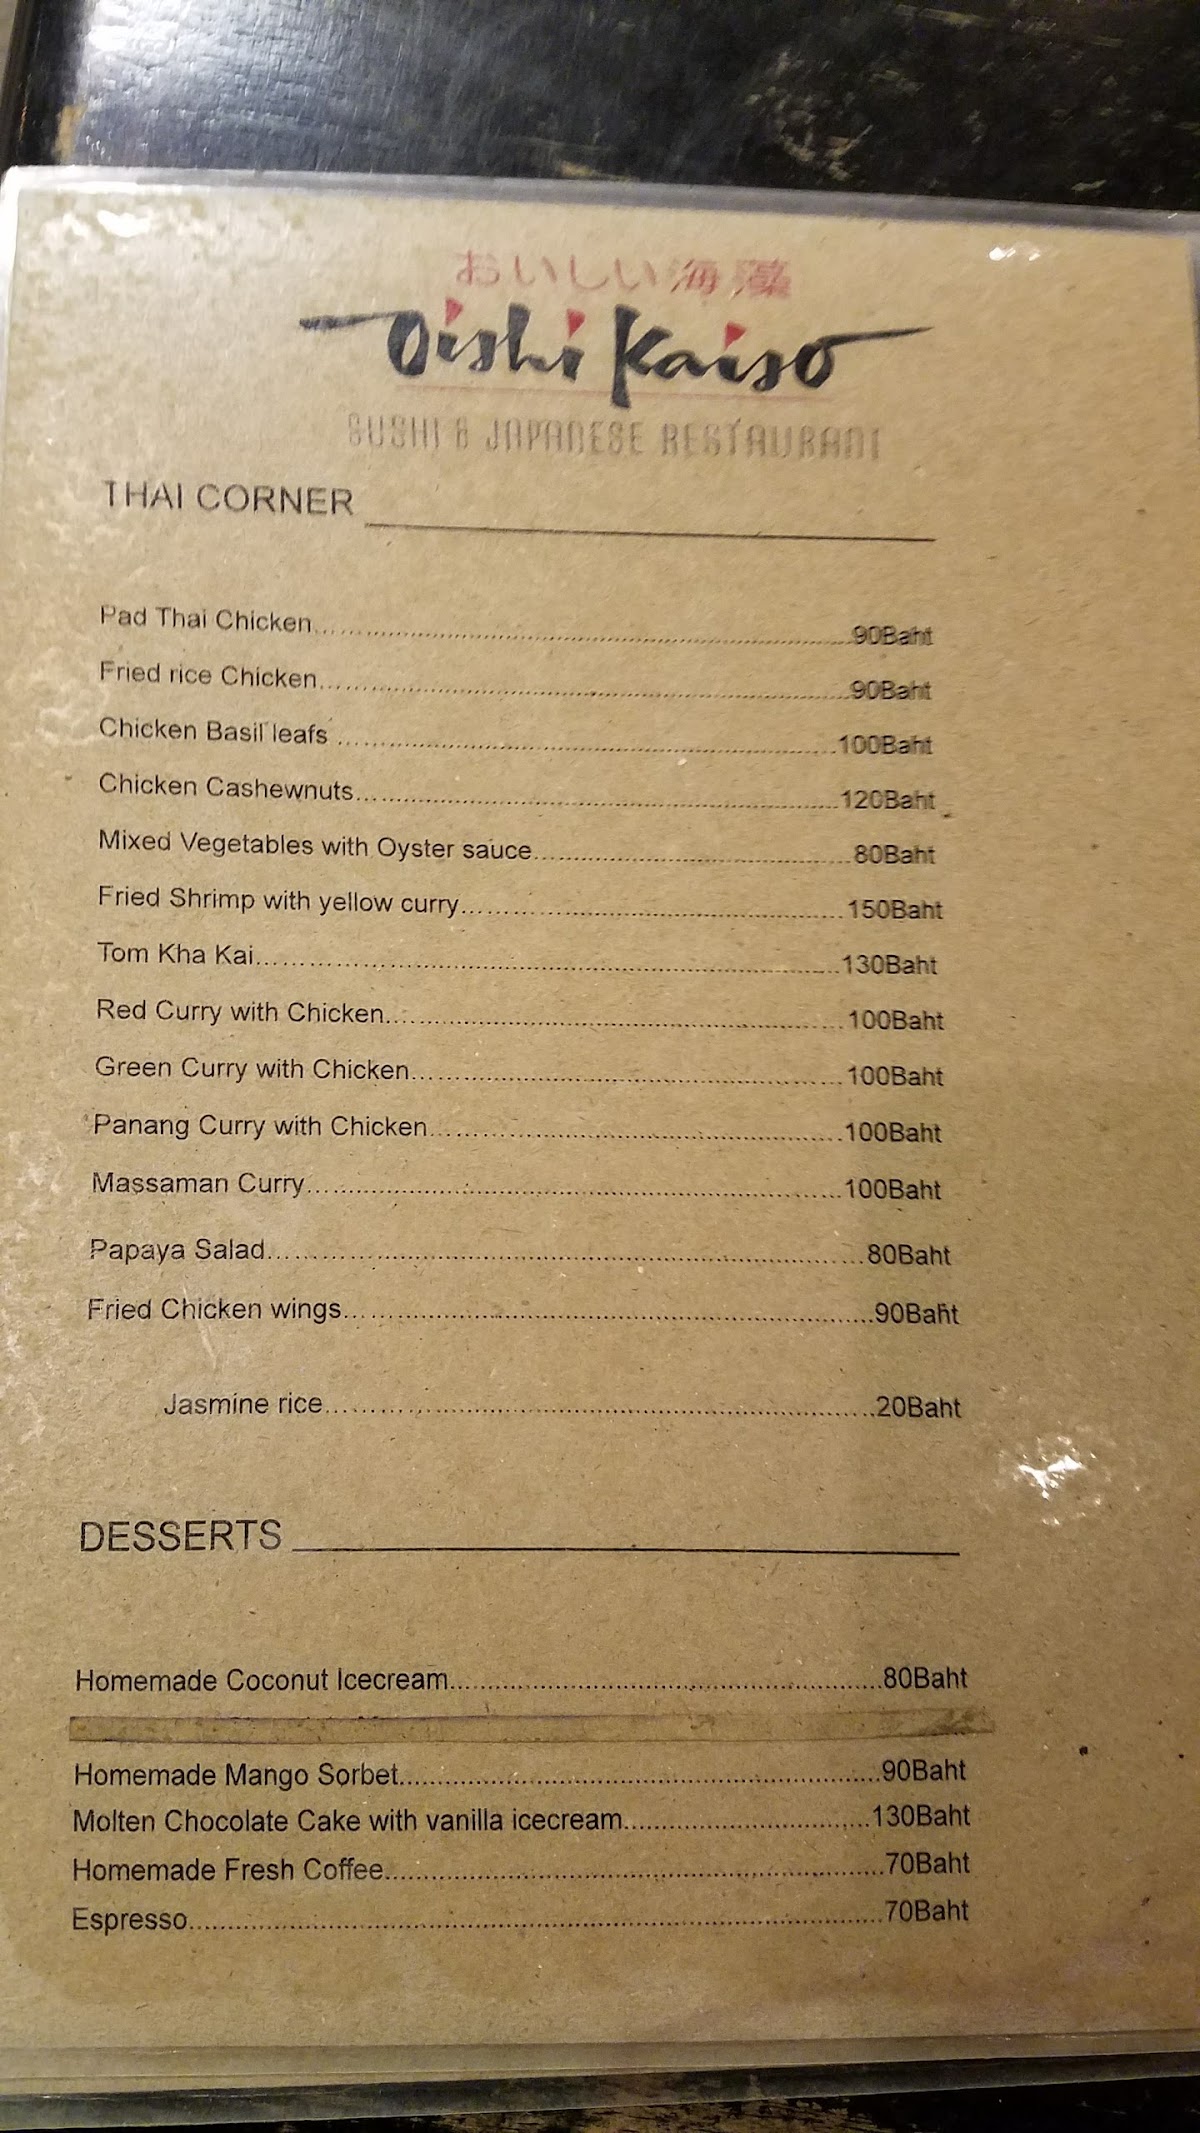 おいしい海藻
Oishi Kaiso
SUSHI & JAPANESE RESTAURANT
THAI CORNER
Pad Thai Chicken 90Baht
Fried rice Chicken 90Baht
Chicken Basil leafs 100Baht
Chicken Cashewnuts 120Baht
Mixed Vegetables with Oyster sauce 80Baht
Fried Shrimp with yellow curry 150Baht
Tom Kha Kai 130Baht
Red Curry with Chicken 100Baht
Green Curry with Chicken 100Baht
Panang Curry with Chicken 100Baht
Massaman Curry 100Baht
Papaya Salad 80Baht
Fried Chicken wings 90Baht
Jasmine rice 20Baht
DESSERTS
Homemade Coconut Icecream 80Baht
Homemade Mango Sorbet 90Baht
Molten Chocolate Cake with vanilla icecream 130Baht
Homemade Fresh Coffee 70Baht
Espresso 70Baht